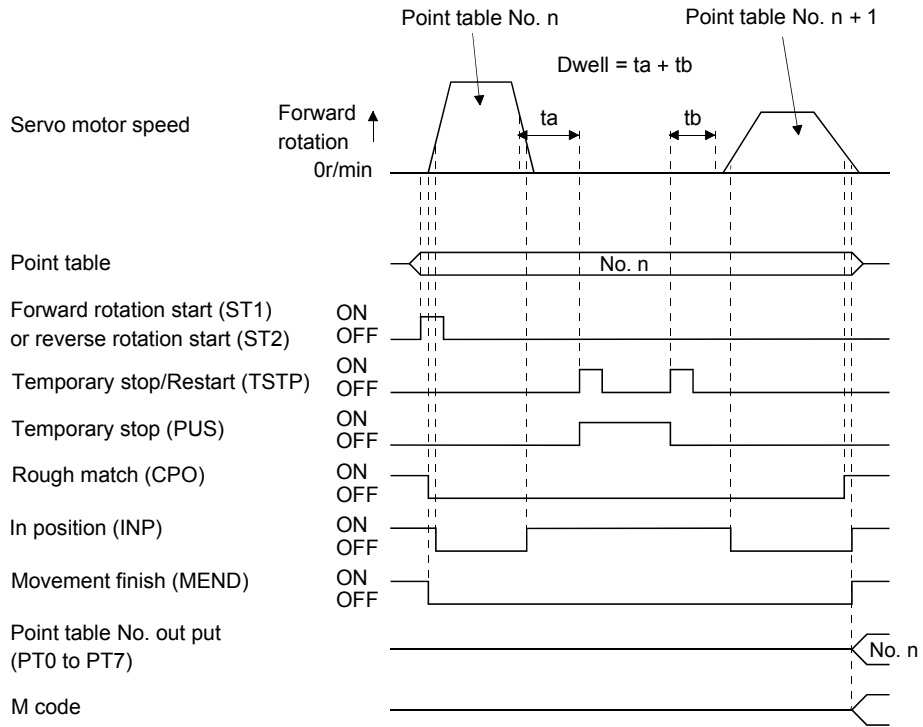 Point table No. n
Point table No. n + 1
Dwell = ta + tb
Servo motor speed
Forward
rotation
0r/min
ta
tb
Point table
No. n
Forward rotation start (ST1)
or reverse rotation start (ST2)
ON
OFF
Temporary stop/Restart (TSTP)
ON
OFF
Temporary stop (PUS)
ON
OFF
Rough match (CPO)
ON
OFF
In position (INP)
ON
OFF
Movement finish (MEND)
ON
OFF
Point table No. out put
(PT0 to PT7)
No. n
M code